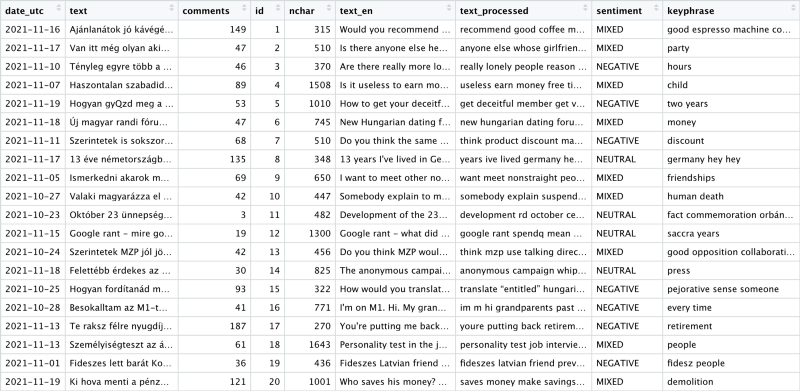 date_utc text comments id nchar text_en text_processed sentiment keyphrase
2021-11-16 Ajánlanátok jó kávégé… 149 1 315 Would you recommend … recommend good coffee m… MIXED good espresso machine co…
2021-11-17 Van itt még olyan aki… 47 2 510 Is there anyone else he… anyone else whose girlfrien… MIXED party
2021-11-10 Tényleg egyre több a … 46 3 370 Are there really more lo… really lonely people reason … NEGATIVE hours
2021-11-07 Haszontalan szabadid… 89 4 1508 Is it useless to earn mo… useless earn money free ti… MIXED child
2021-11-19 Hogyan gyQzd meg a … 53 5 1010 How to get your deceitf… get deceitful member get v… NEGATIVE two years
2021-11-18 Új magyar randi fóru… 47 6 745 New Hungarian dating f… new hungarian dating foru… MIXED money
2021-11-11 Szerintetek is sokszor… 68 7 510 Do you think the same … think product discount ma… NEGATIVE discount
2021-11-17 13 éve németországb… 135 8 348 13 years I've lived in Ge… years ive lived germany he… NEUTRAL germany hey hey
2021-11-05 Ismerkedni akarok m… 69 9 650 I want to meet other no… want meet nonstraight peo… MIXED friendships
2021-10-27 Valaki magyarázza el … 42 10 447 Somebody explain to m… somebody explain suspend… MIXED human death
2021-10-23 Október 23 ünnepség… 3 11 482 Development of the 23… development rd october ce… NEUTRAL fact commemoration orbán…
2021-11-15 Google rant - mire go… 19 12 1300 Google rant - what did … google rant spendq mean … NEUTRAL saccra years
2021-10-24 Szerintetek MZP jól jö… 42 13 456 Do you think MZP woul… think mzp use talking direc… MIXED good opposition collaborati…
2021-11-18 Felettébb érdekes az … 30 14 825 The anonymous campai… anonymous campaign whip… NEUTRAL press
2021-10-25 Hogyan fordítanád m… 93 15 322 How would you translat… translate “entitled” hungari… NEGATIVE pejorative sense someone
2021-10-28 Besokalltam az M1-t… 41 16 771 I'm on M1. Hi. My gran… im m hi grandparents past … NEGATIVE every time
2021-11-13 Te raksz félre nyugdíj… 187 17 270 You're putting me back… youre putting back retirem… NEGATIVE retirement
2021-11-13 Személyiségteszt az á… 61 18 1643 Personality test in the j… personality test job intervie… MIXED people
2021-11-01 Fideszes lett barát Ko… 36 19 436 Fideszes Latvian friend … fideszes latvian friend prev… NEGATIVE fidesz people
2021-11-19 Ki hova menti a pénz… 121 20 1001 Who saves his money? … saves money make savings… MIXED demolition